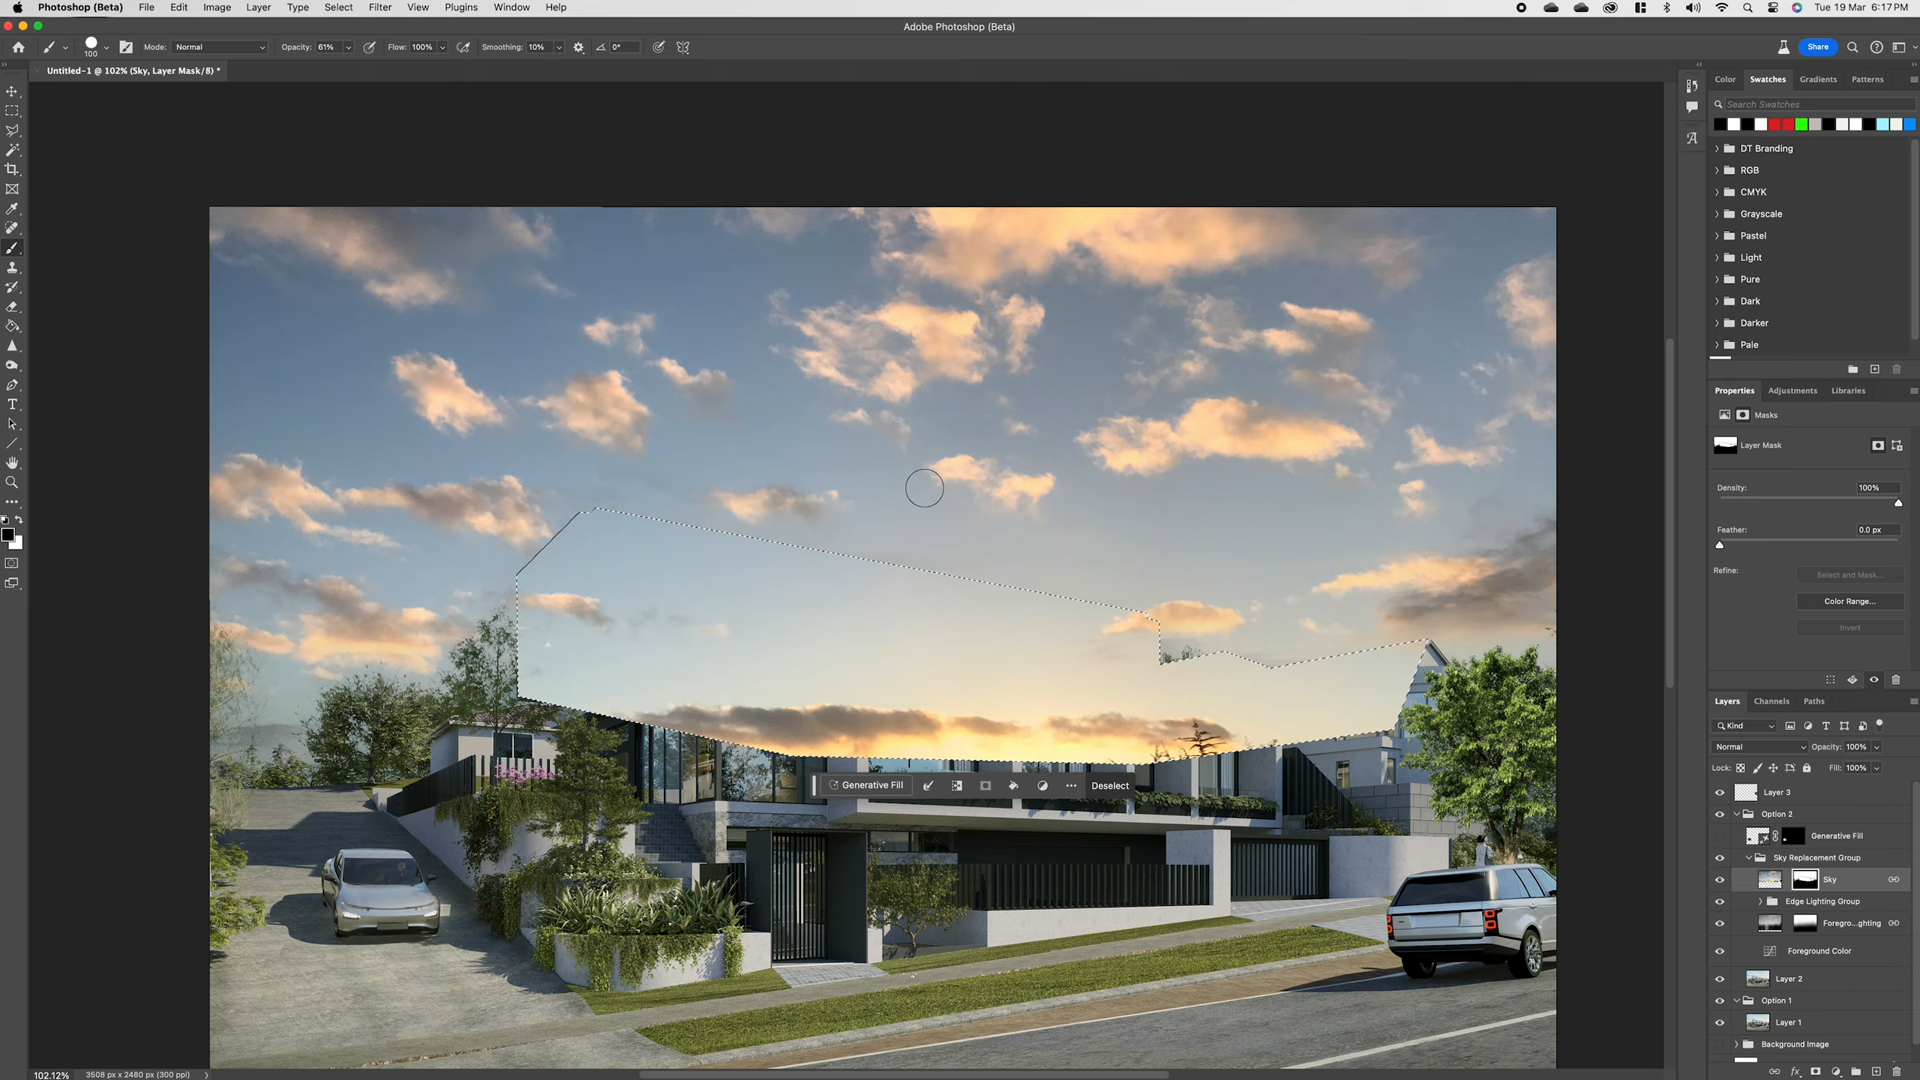 Photoshop (Beta) File Edit Image Layer Type Select Filter View Plugins Window Help Tue 19 Mar 6:17 PM
Adobe Photoshop (Beta)
100 Mode: Normal Opacity: 61% Flow: 100% Smoothing: 10% 0° Share
Untitled-1 @ 102% (Sky, Layer Mask/8) *
Color Swatches Gradients Patterns
Search Swatches
DT Branding
RGB
CMYK
Grayscale
Pastel
Light
Pure
Dark
Darker
Pale
Properties Adjustments Libraries
Masks
Layer Mask
Density: 100%
Feather: 0.0 px
Refine: Select and Mask...
Color Range...
Invert
Layers Channels Paths
Kind
Normal Opacity: 100%
Lock: Fill: 100%
Layer 3
Option 2
Generative Fill
Sky Replacement Group
Sky
Edge Lighting Group
Foregro...ghting
Foreground Color
Layer 2
Option 1
Layer 1
Background Image
Generative Fill Deselect
102.12% 3508 px x 2480 px (300 ppi)